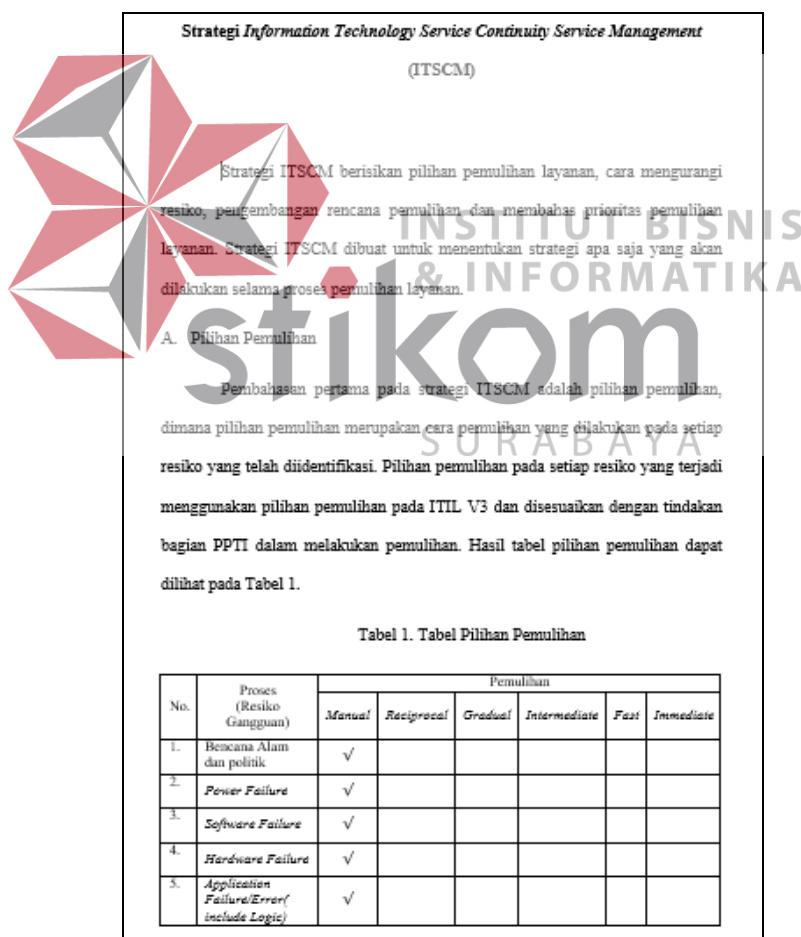 Strategi Information Technology Service Continuity Service Management
(ITSCM)
Strategi ITSCM berisikan pilihan pemulihan layanan, cara mengurangi
resiko, pengembangan rencana pemulihan dan membahas prioritas pemulihan
layanan. Strategi ITSCM dibuat untuk menentukan strategi apa saja yang akan
dilakukan selama proses pemulihan layanan.
INSTITUT BISNIS
& INFORMATIKA
stikom
SURABAYA
A. Pilihan Pemulihan
Pembahasan pertama pada strategi ITSCM adalah pilihan pemulihan,
dimana pilihan pemulihan merupakan cara pemulihan yang dilakukan pada setiap
resiko yang telah diidentifikasi. Pilihan pemulihan pada setiap resiko yang terjadi
menggunakan pilihan pemulihan pada ITIL V3 dan disesuaikan dengan tindakan
bagian PPTI dalam melakukan pemulihan. Hasil tabel pilihan pemulihan dapat
dilihat pada Tabel 1.
Tabel 1. Tabel Pilihan Pemulihan
No. Proses (Resiko Gangguan) Pemulihan
Manual Reciprocal Gradual Intermediate Fast Immediate
1. Bencana Alam
dan politik √
2. Power Failure √
3. Software Failure √
4. Hardware Failure √
5. Application
Failure/Error(
include Logic) √